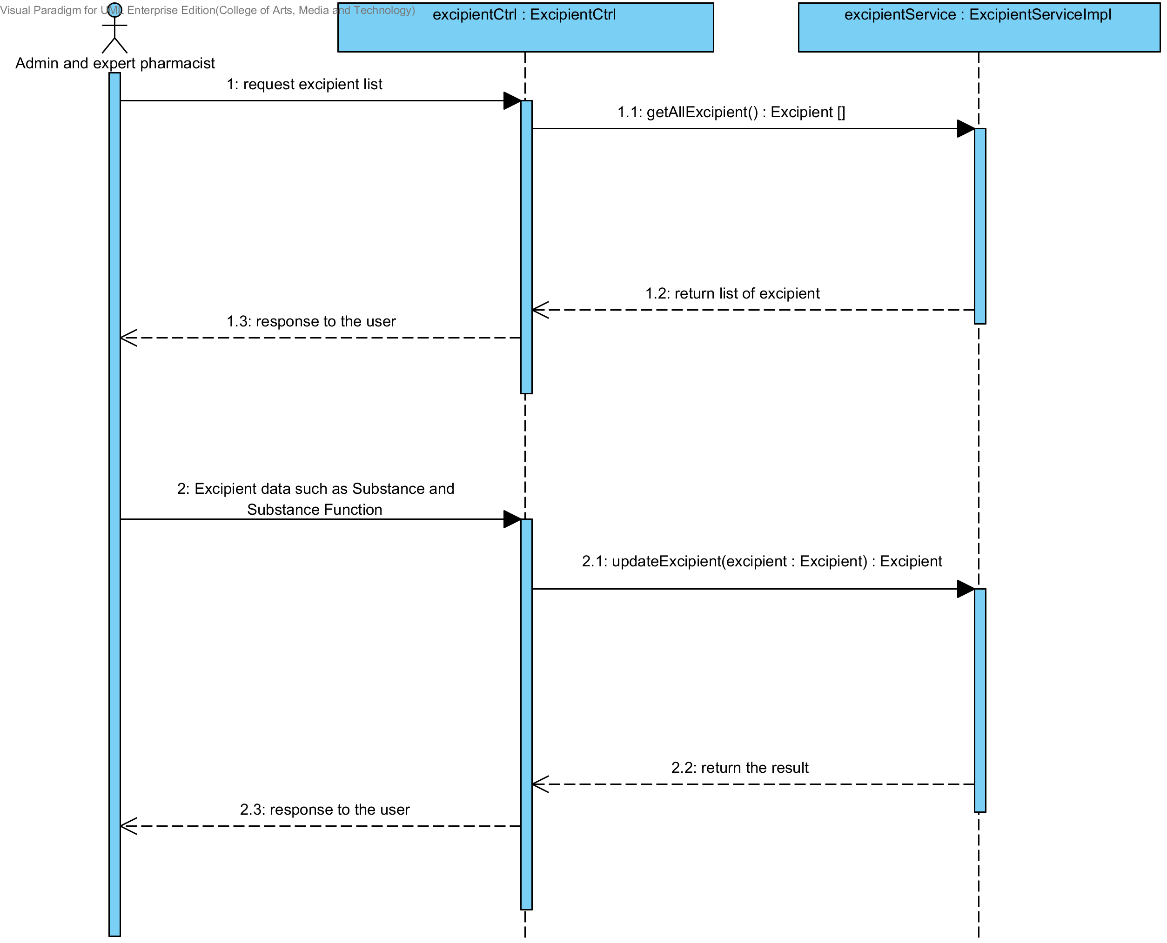 Visual Paradigm for UML Enterprise Edition(College of Arts, Media and Technology)
excipientCtrl : ExcipientCtrl
excipientService : ExcipientServiceImpl
Admin and expert pharmacist
1: request excipient list
1.1: getAllExcipient() : Excipient []
1.2: return list of excipient
1.3: response to the user
2: Excipient data such as Substance and
Substance Function
2.1: updateExcipient(excipient : Excipient) : Excipient
2.2: return the result
2.3: response to the user